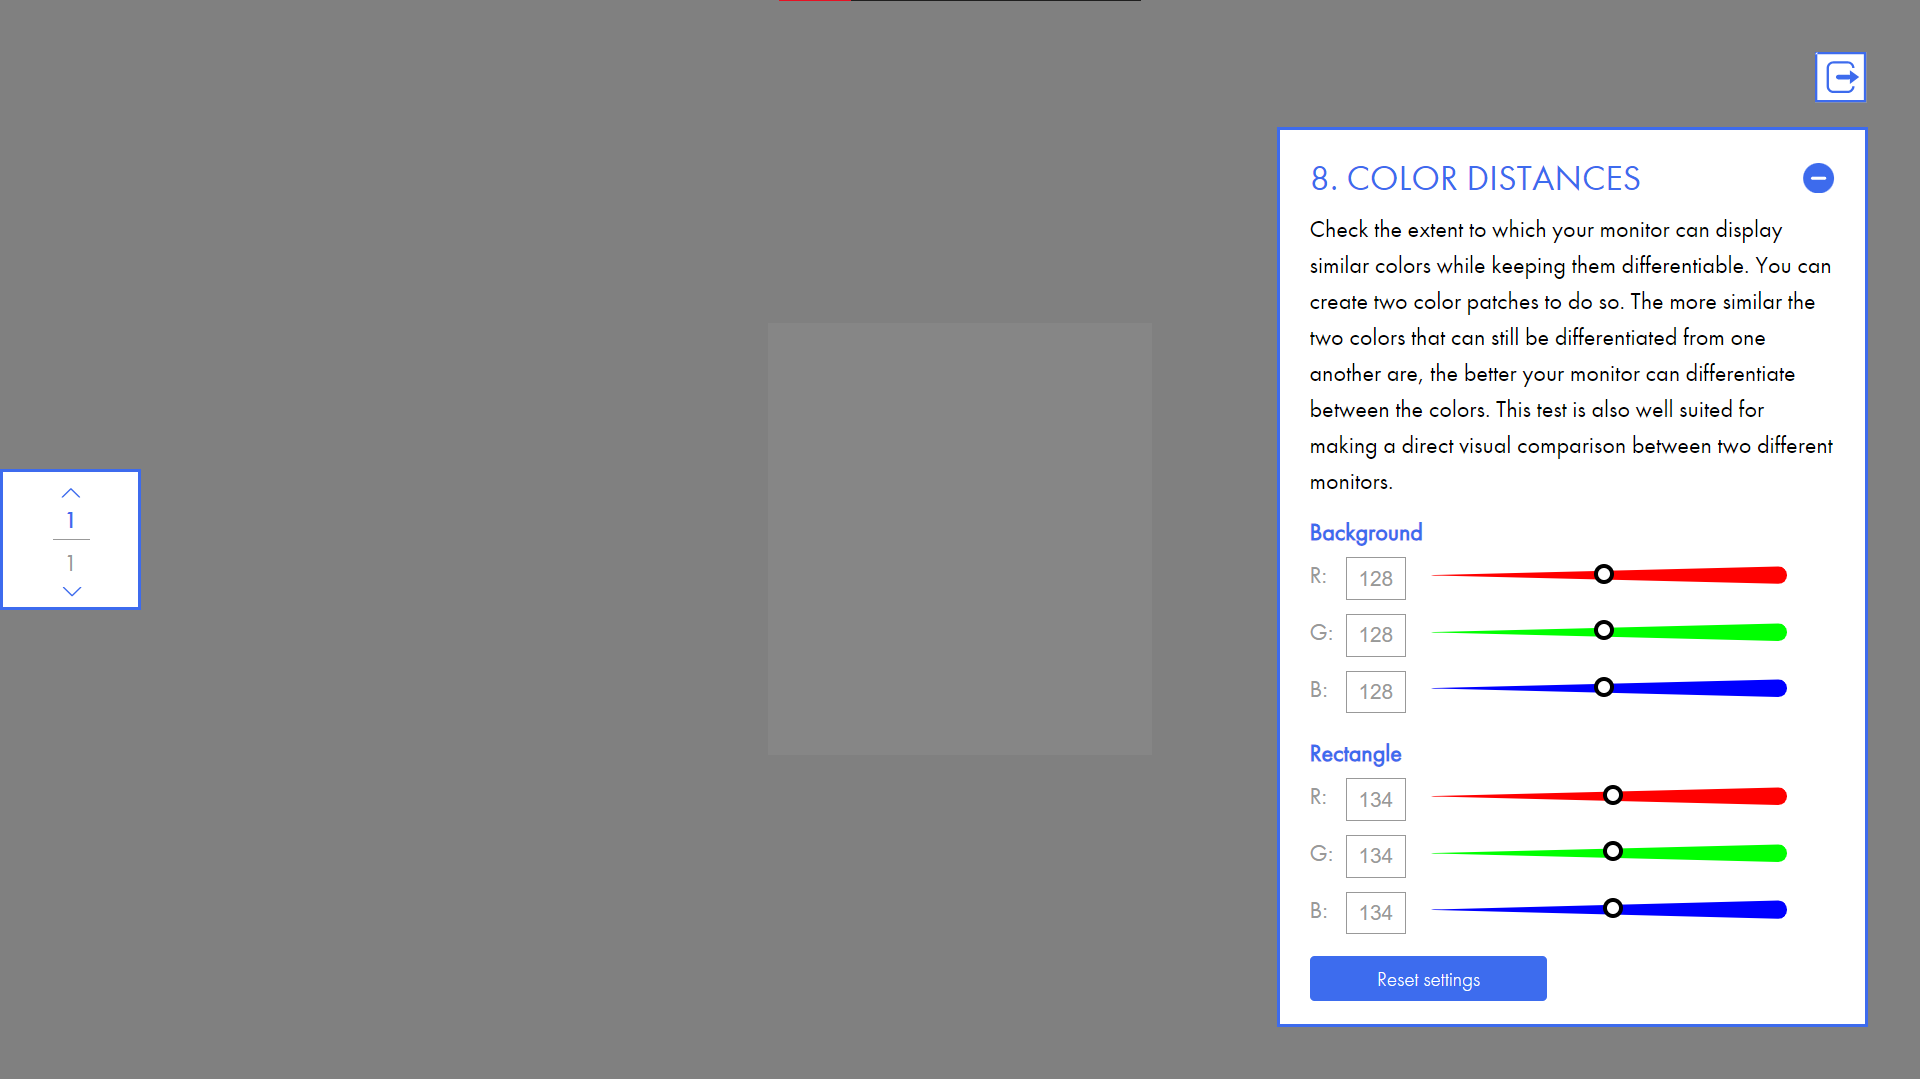 8. COLOR DISTANCES
Check the extent to which your monitor can display
similar colors while keeping them differentiable. You can
create two color patches to do so. The more similar the
two colors that can still be differentiated from one
another are, the better your monitor can differentiate
between the colors. This test is also well suited for
making a direct visual comparison between two different
monitors.
1
1
Background
R: 128
G: 128
B: 128
Rectangle
R: 134
G: 134
B: 134
Reset settings